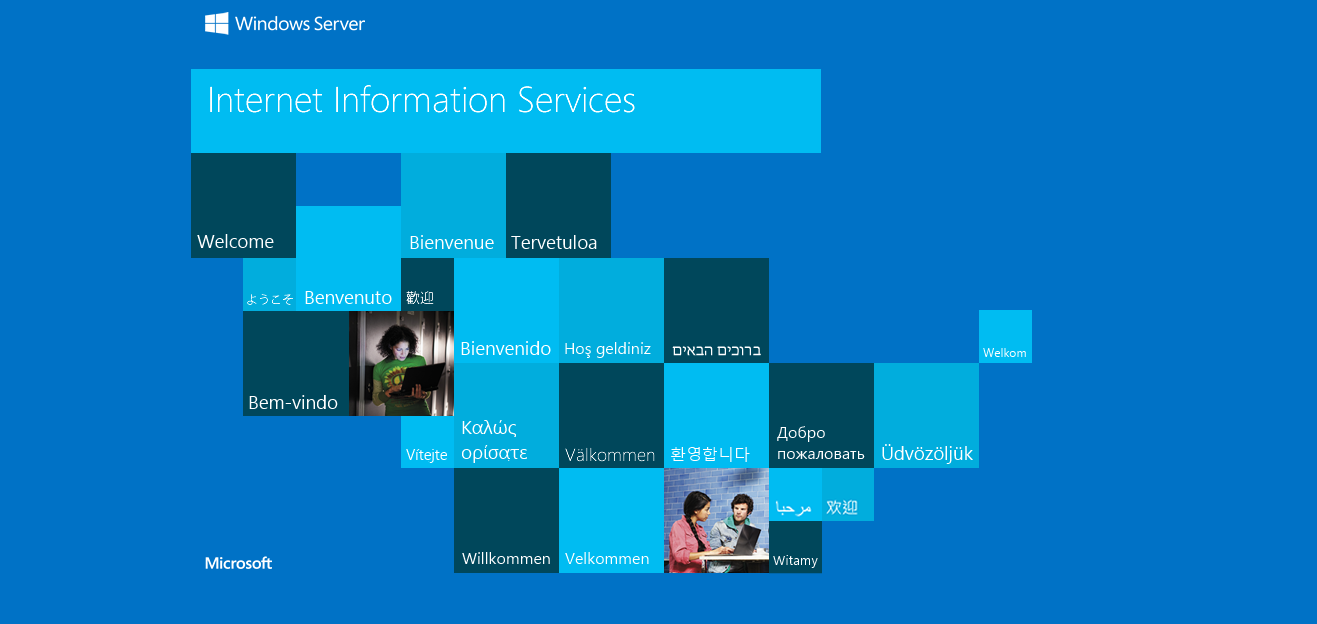 Windows Server
Internet Information Services
Welcome
Bienvenue
Tervetuloa
ようこそ
Benvenuto
歡迎
Bienvenido
Hoş geldiniz
ברוכים הבאים
Welkom
Bem-vindo
Vítejte
Καλώς
ορίσατε
Välkommen
환영합니다
Добро
пожаловать
Üdvözöljük
مرحبا
欢迎
Willkommen
Velkommen
Witamy
Microsoft